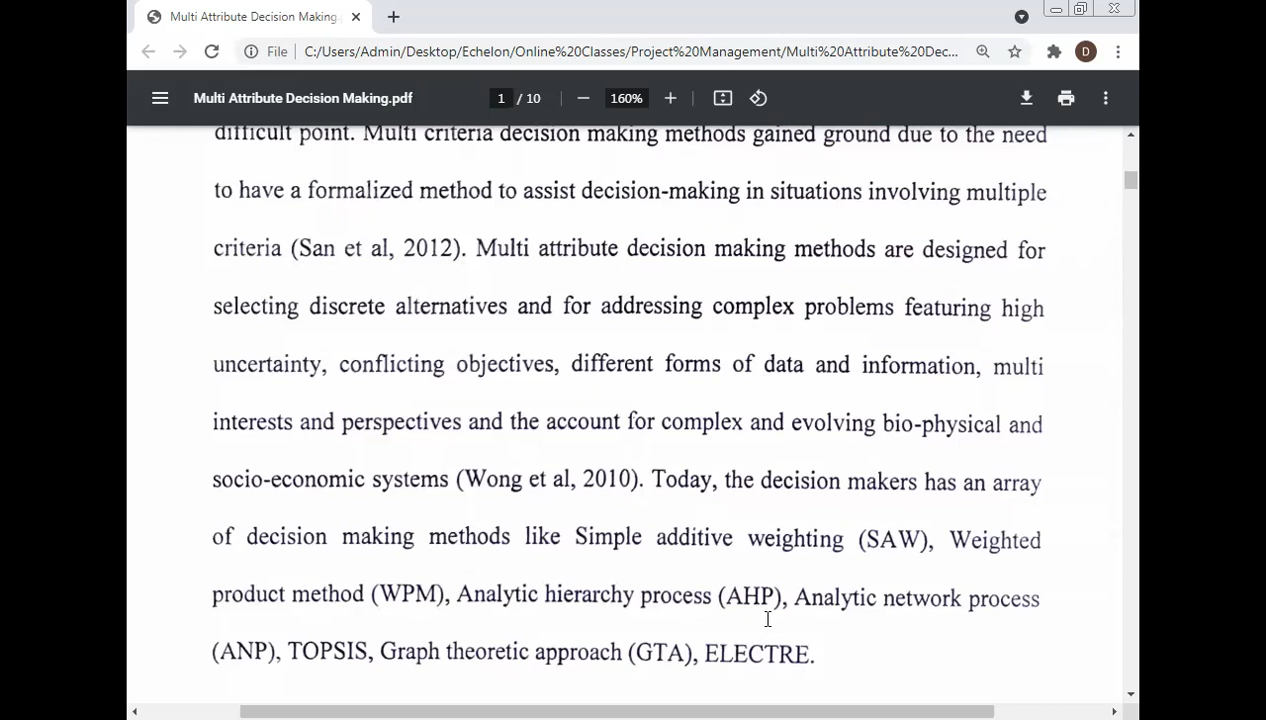 Multi Attribute Decision Making.
File C:/Users/Admin/Desktop/Echelon/Online%20Classes/Project%20Management/Multi%20Attribute%20Dec... D
Multi Attribute Decision Making.pdf 1 / 10 160%
difficult point. Multi criteria decision making methods gained ground due to the need
to have a formalized method to assist decision-making in situations involving multiple
criteria (San et al, 2012). Multi attribute decision making methods are designed for
selecting discrete alternatives and for addressing complex problems featuring high
uncertainty, conflicting objectives, different forms of data and information, multi
interests and perspectives and the account for complex and evolving bio-physical and
socio-economic systems (Wong et al, 2010). Today, the decision makers has an array
of decision making methods like Simple additive weighting (SAW), Weighted
product method (WPM), Analytic hierarchy process (AHP), Analytic network process
(ANP), TOPSIS, Graph theoretic approach (GTA), ELECTRE.